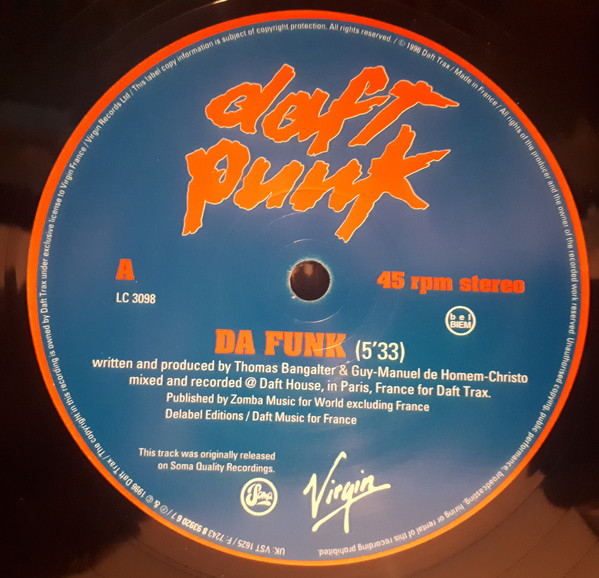 daft
punk
A
45 rpm stereo
LC 3098
bel
BIEM
DA FUNK (5'33)
written and produced by Thomas Bangalter & Guy-Manuel de Homem-Christo
mixed and recorded @ Daft House, in Paris, France for Daft Trax.
Published by Zomba Music for World excluding France
Delabel Editions / Daft Music for France
This track was originally released
on Soma Quality Recordings.
Soma
Virgin
UK: VST 1625 / F: 7243 8 93920 6 7 / ℗ & © 1996 Daft Trax / The copyright in this recording is owned by Daft Trax under exclusive license to Virgin France / Virgin Records Ltd / This label copy information is subject of copyright protection. All rights reserved. / © 1996 Daft Trax / Made in France / All rights of the producer and the owner of the recorded work reserved. Unauthorised copying, public performance, broadcasting, hiring or rental of this recording prohibited.